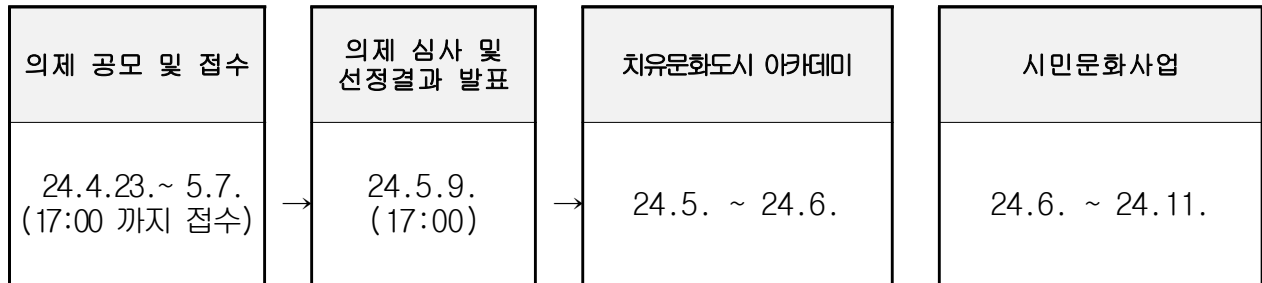 의제 공모 및 접수
의제 심사 및
선정결과 발표
치유문화도시 아카데미
시민문화사업
24.4.23.~ 5.7.
(17:00 까지 접수)
→
24.5.9.
(17:00)
→
24.5. ~ 24.6.
24.6. ~ 24.11.